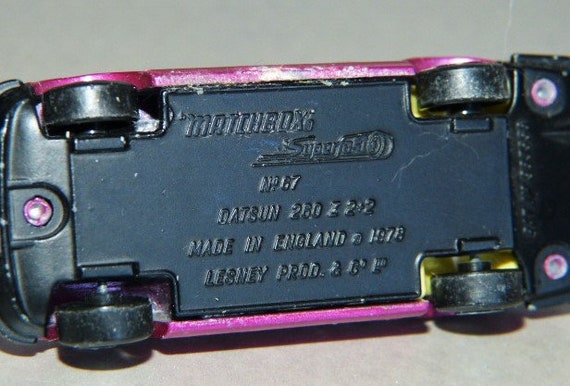 MATCHBOX
Superfast
No 67
DATSUN 260 Z 2+2
MADE IN ENGLAND © 1978
LESNEY PROD. & Co LTD